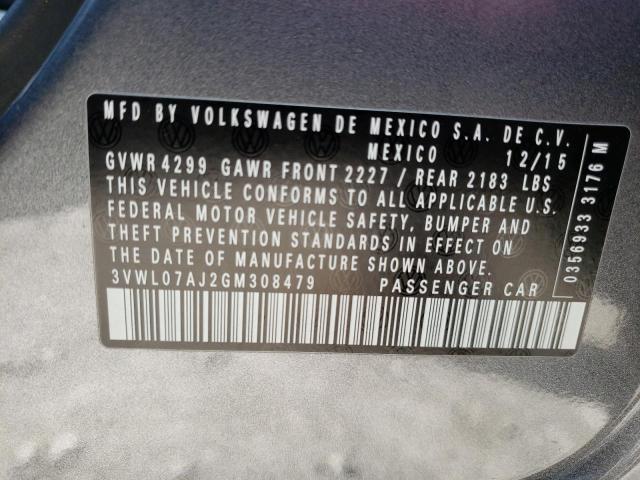 MFD BY VOLKSWAGEN DE MEXICO S.A. DE C.V.
MEXICO 12/15
GVWR 4299 GAWR FRONT 2227 / REAR 2183 LBS
THIS VEHICLE CONFORMS TO ALL APPLICABLE U.S.
FEDERAL MOTOR VEHICLE SAFETY, BUMPER AND
THEFT PREVENTION STANDARDS IN EFFECT ON
THE DATE OF MANUFACTURE SHOWN ABOVE.
3VWL07AJ2GM308479 PASSENGER CAR
0356933 3176 M